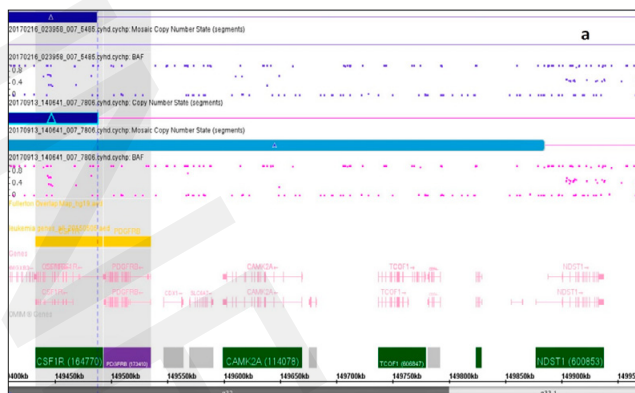 a
20170216_023958_007_5485.cyhd.cychp: Mosaic Copy Number State (segments)
20170216_023958_007_5485.cyhd.cychp: BAF
0.8
0.4
0
20170913_140641_007_7806.cyhd.cychp: Copy Number State (segments)
20170913_140641_007_7806.cyhd.cychp: Mosaic Copy Number State (segments)
20170913_140641_007_7806.cyhd.cychp: BAF
0.8
0.4
0
PDGFRB
Genes
CAMK2A TCOF1 NDST1
CSF1R PDGFRB CDX1 CAMK2A TCOF1 NDST1
OMIM ® Genes
CSF1R (164770) PDGFRB (173410) CAMK2A (114078) TCOF1 (606847) NDST1 (600853)
149450kb 149500kb 149550kb 149600kb 149650kb 149700kb 149750kb 149800kb 149850kb 149900kb